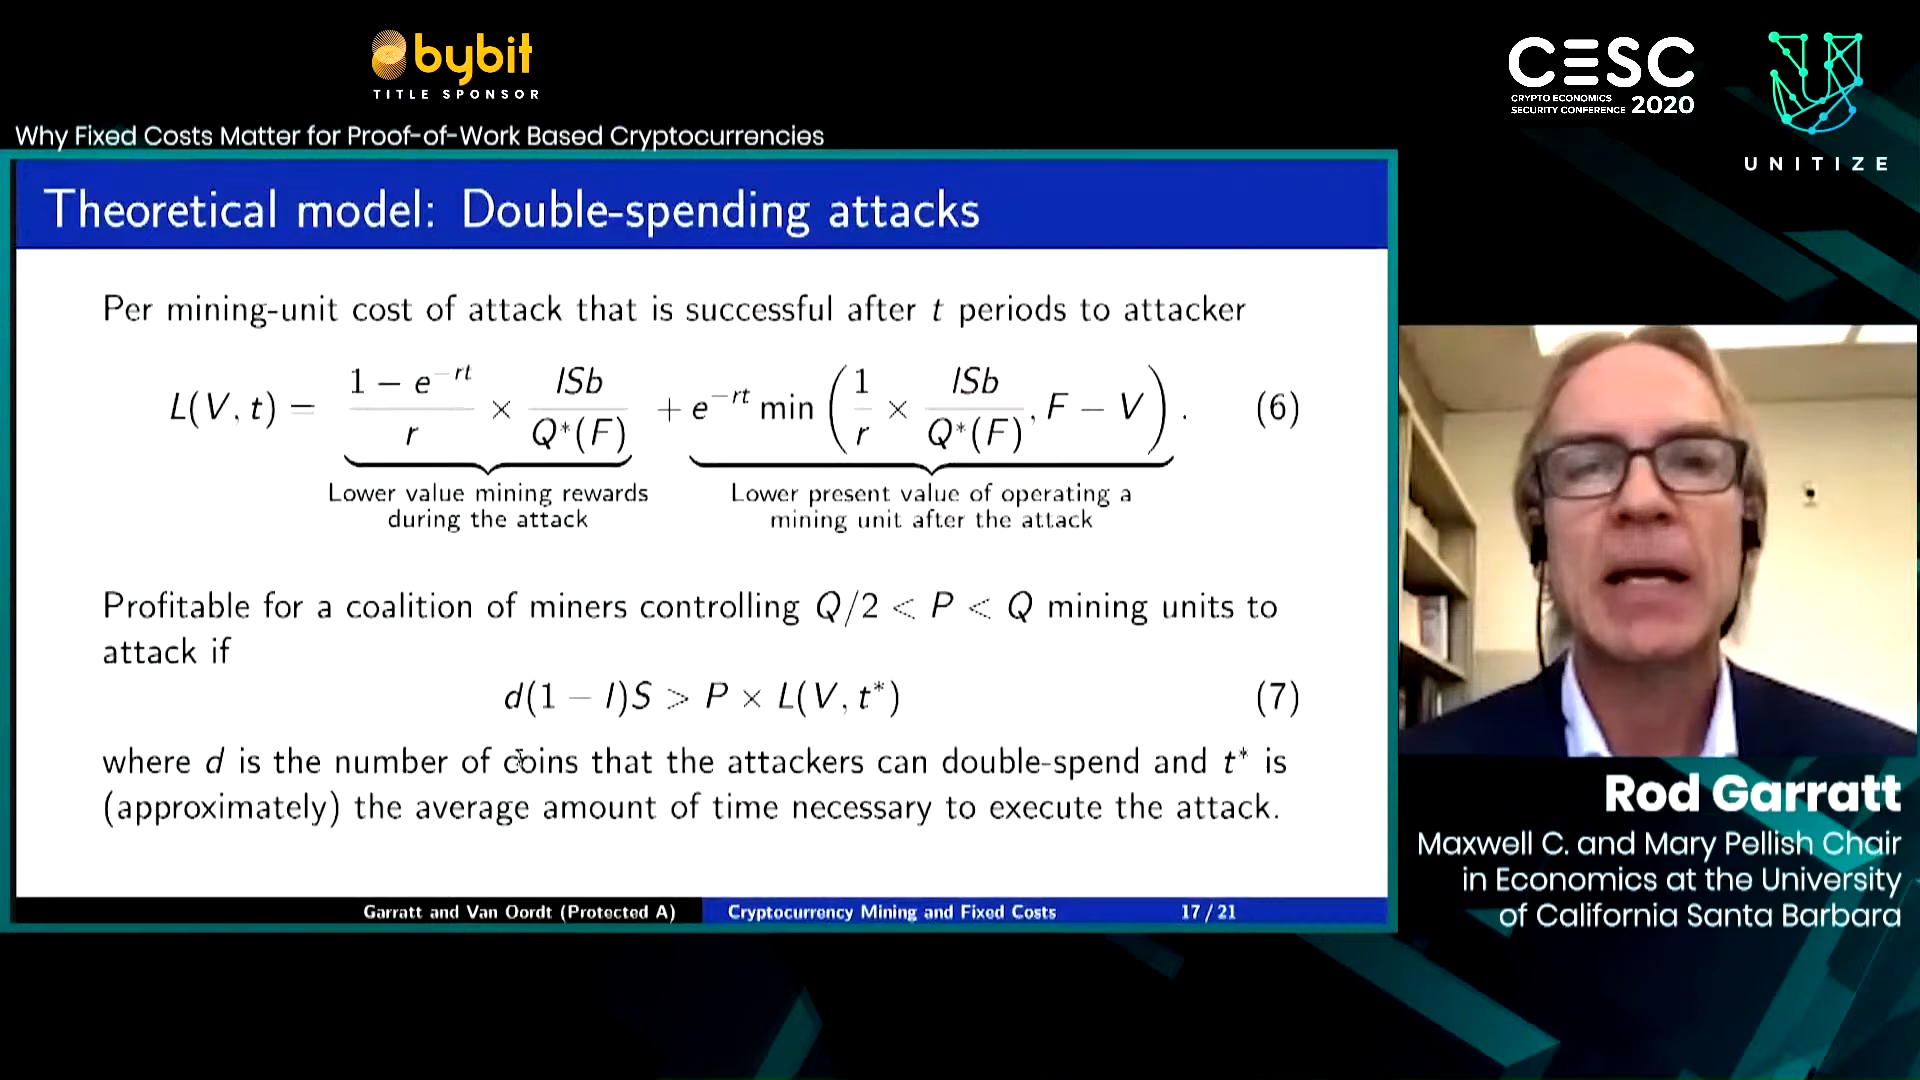 bybit
TITLE SPONSOR
CESC
CRYPTO ECONOMICS
SECURITY CONFERENCE 2020
UNITIZE
Why Fixed Costs Matter for Proof-of-Work Based Cryptocurrencies
Theoretical model: Double-spending attacks
Per mining-unit cost of attack that is successful after t periods to attacker
L(V, t) = \frac{1 − e^{−rt}}{r} × \frac{lSb}{Q*(F)} + e^{−rt} min ( \frac{1}{r} × \frac{lSb}{Q*(F)}, F − V ) . (6)
Lower value mining rewards
during the attack
Lower present value of operating a
mining unit after the attack
Profitable for a coalition of miners controlling Q/2 < P < Q mining units to
attack if
d(1 − l)S > P × L(V, t*) (7)
where d is the number of coins that the attackers can double-spend and t* is
(approximately) the average amount of time necessary to execute the attack.
Garratt and Van Oordt (Protected A) Cryptocurrency Mining and Fixed Costs 17 / 21
Rod Garratt
Maxwell C. and Mary Pellish Chair
in Economics at the University
of California Santa Barbara